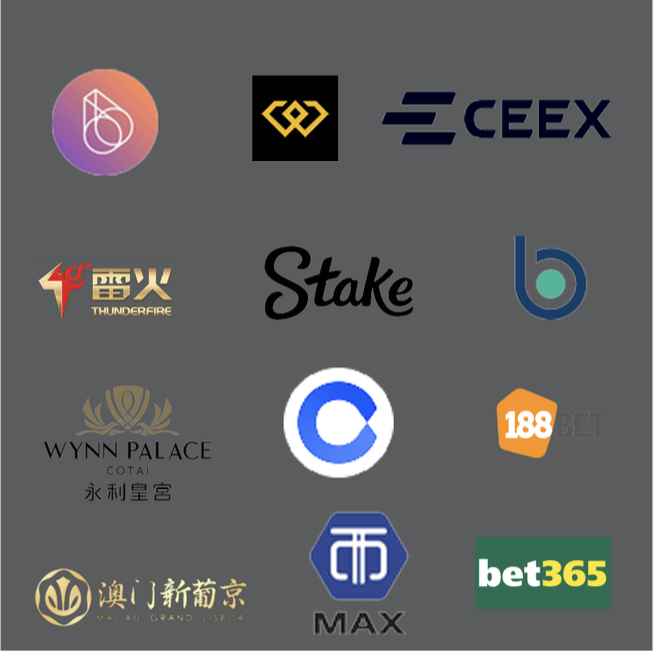 CEEX
雷火
THUNDERFIRE
Stake
WYNN PALACE
COTAI
永利皇宮
188BET
澳门新葡京
MACAU GRAND LISBOA
MAX
bet365